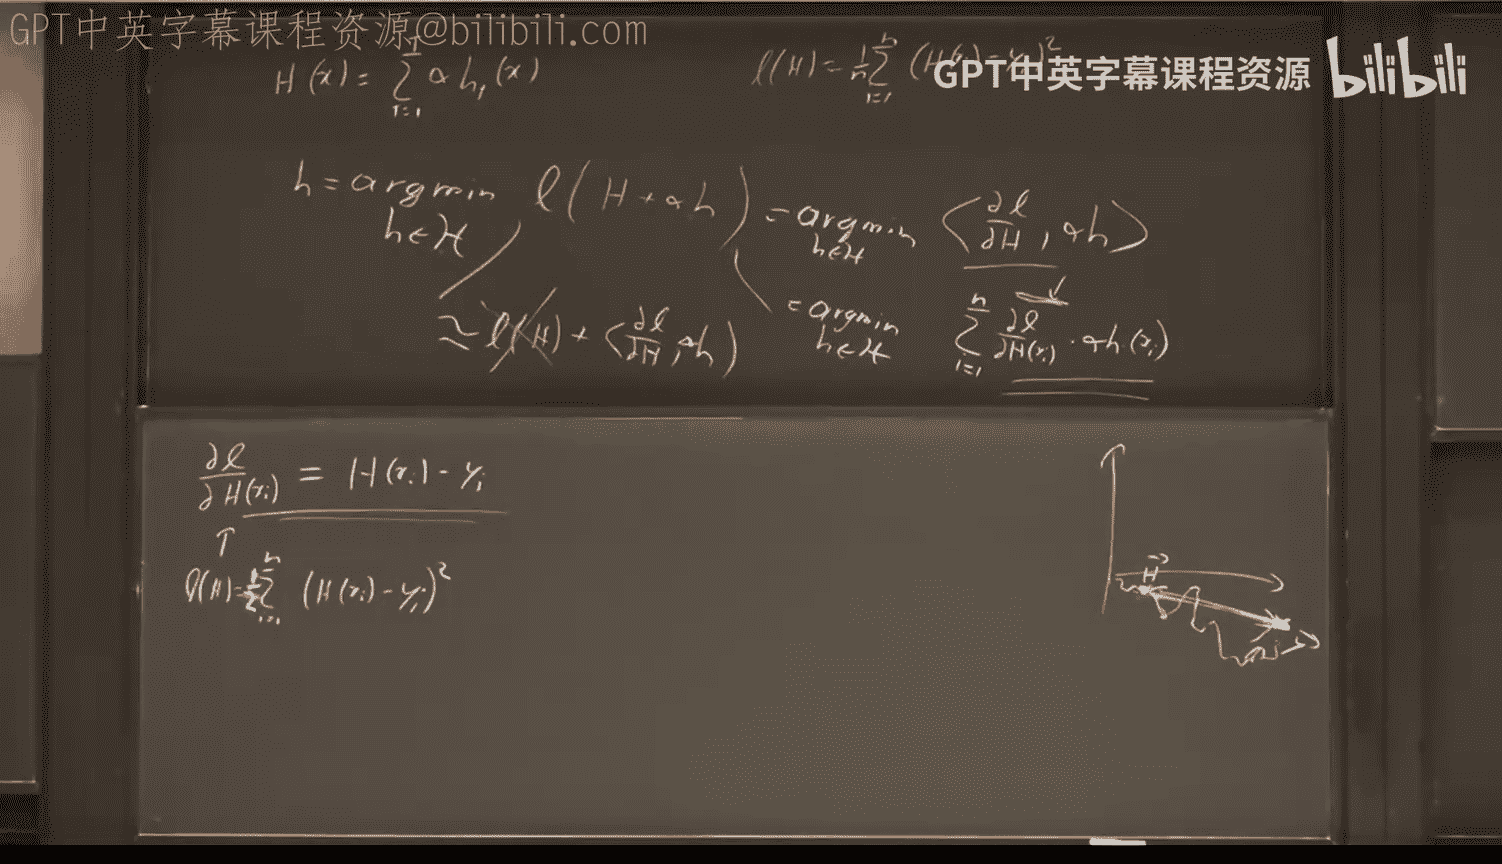 GPT中英字幕课程资源@bilibili.com
GPT中英字幕课程资源 bilibili
H(x) = Σ_{t=1}^{T} α h_t(x)
ℓ(H) = 1/n Σ_{i=1}^{n} (H(x_i) - y_i)²
h = argmin_{h∈ℋ} ℓ(H + αh) = argmin_{h∈ℋ} ⟨∂ℓ/∂H, αh⟩
≈ ℓ(H) + ⟨∂ℓ/∂H, αh⟩
= argmin_{h∈ℋ} Σ_{i=1}^{n} ∂ℓ/∂H(x_i) · αh(x_i)
∂ℓ/∂H(x_i) = H(x_i) - y_i
↑
ℓ(H) = 1/2 Σ_{i=1}^{n} (H(x_i) - y_i)²
H